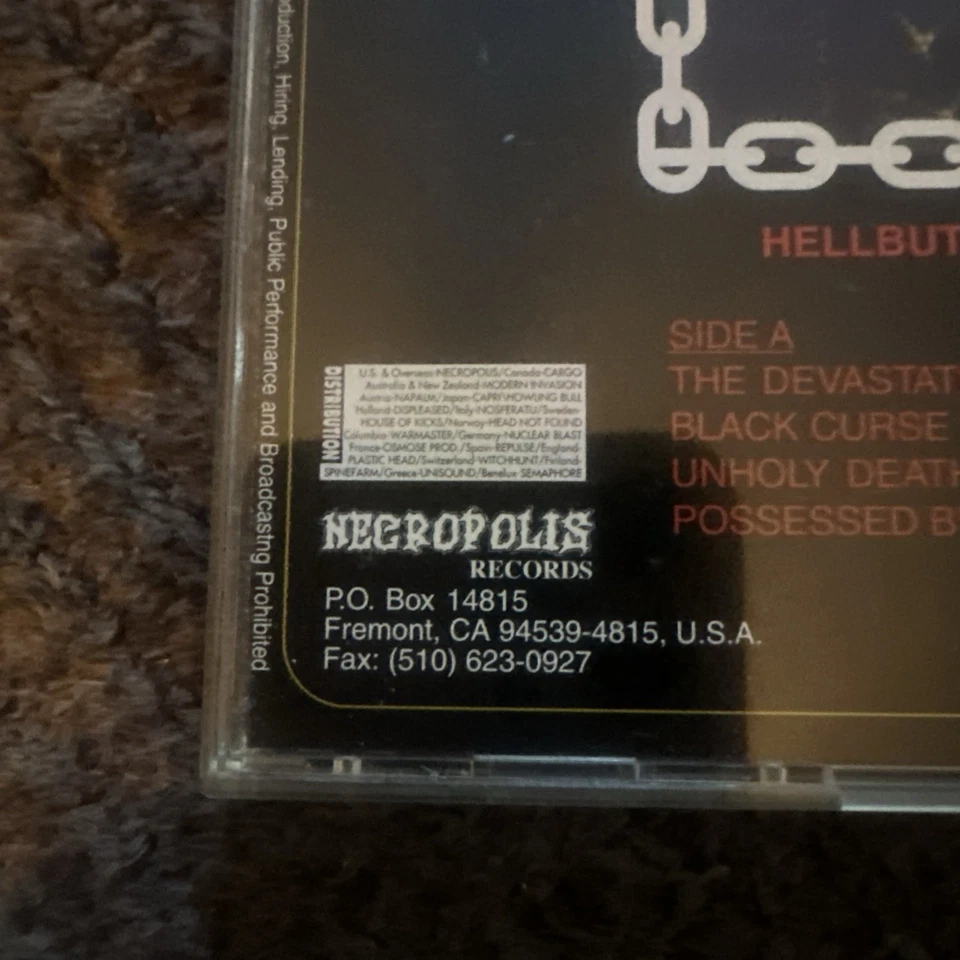 oduction, Hiring, Lending, Public Performance and Broadcastng Prohibited
HELLBUT
SIDE A
THE DEVASTAT
BLACK CURSE
UNHOLY DEATH
POSSESSED B
DISTRIBUTION
U.S. & Overseas-NECROPOLIS/Canada-CARGO
Australia & New Zealand-MODERN INVASION
Austria-NAPALM/Japan-CAPRI\HOWLING BULL
Holland-DISPLEASED/Italy-NOSFERATU/Sweden-
HOUSE OF KICKS/Norway-HEAD NOT FOUND
Columbia-WARMASTER/Germany-NUCLEAR BLAST
France-OSMOSE PROD./Spain-REPULSE/England-
PLASTIC HEAD/Switzerland-WITCHHUNT/Finland-
SPINEFARM/Greece-UNISOUND/Benelux SEMAPHORE
NECROPOLIS
RECORDS
P.O. Box 14815
Fremont, CA 94539-4815, U.S.A.
Fax: (510) 623-0927